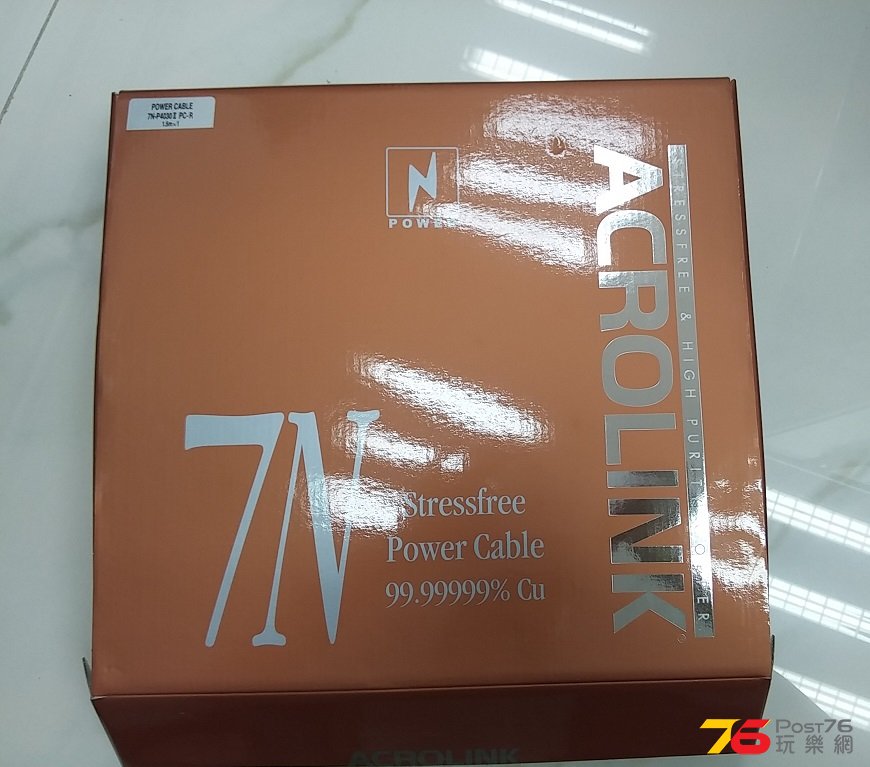 POWER CABLE
7N-P4030 II PC-R
1.5m×1
N
POWER
ACROLINK
STRESSFREE & HIGH PURITY
7N
Stressfree
Power Cable
99.99999% Cu
ACROLINK
76 POST76
玩樂網